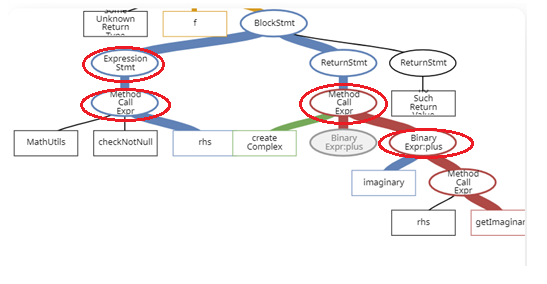 Unknown
Return
f
BlockStmt
Expression
Stmt
ReturnStmt
ReturnStmt
Method
Call
Expr
Method
Call
Expr
Such
Return
MathUtils
checkNotNull
rhs
create
Complex
Binary
Expr:plus
Binary
Expr:plus
imaginary
Method
Call
Expr
rhs
getImaginar